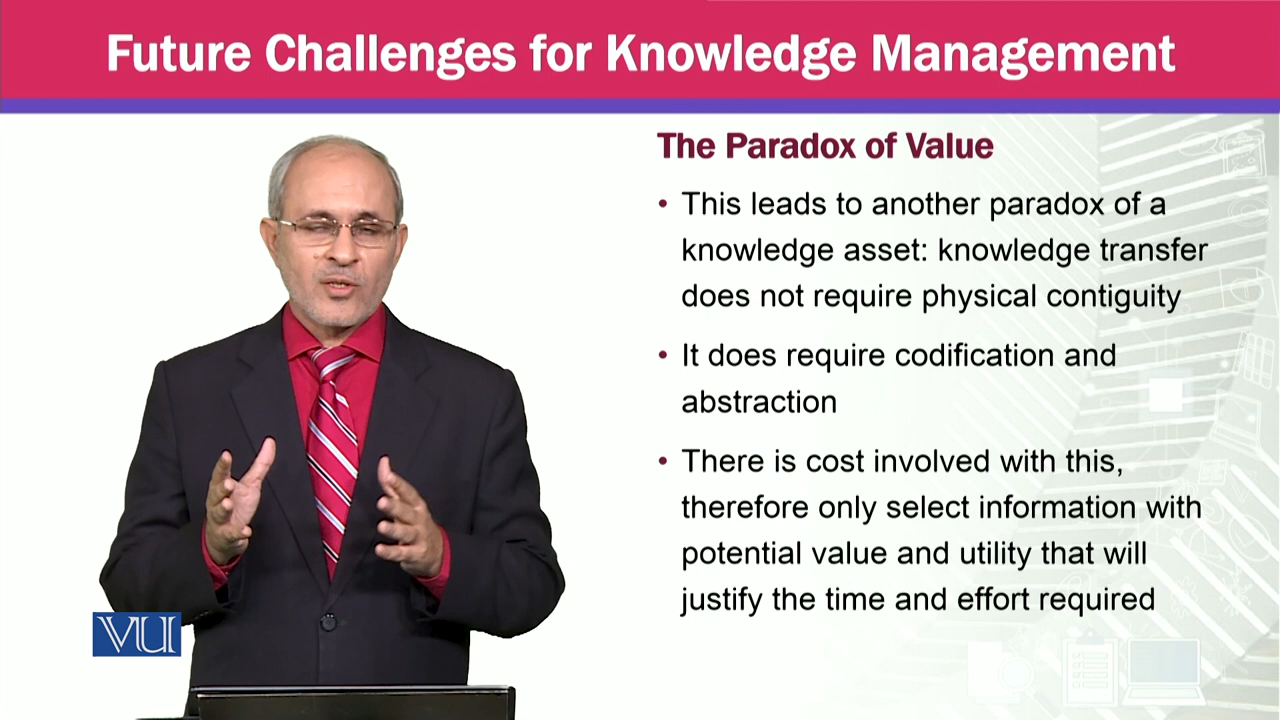 Future Challenges for Knowledge Management
The Paradox of Value
• This leads to another paradox of a
knowledge asset: knowledge transfer
does not require physical contiguity
• It does require codification and
abstraction
• There is cost involved with this,
therefore only select information with
potential value and utility that will
justify the time and effort required
VU